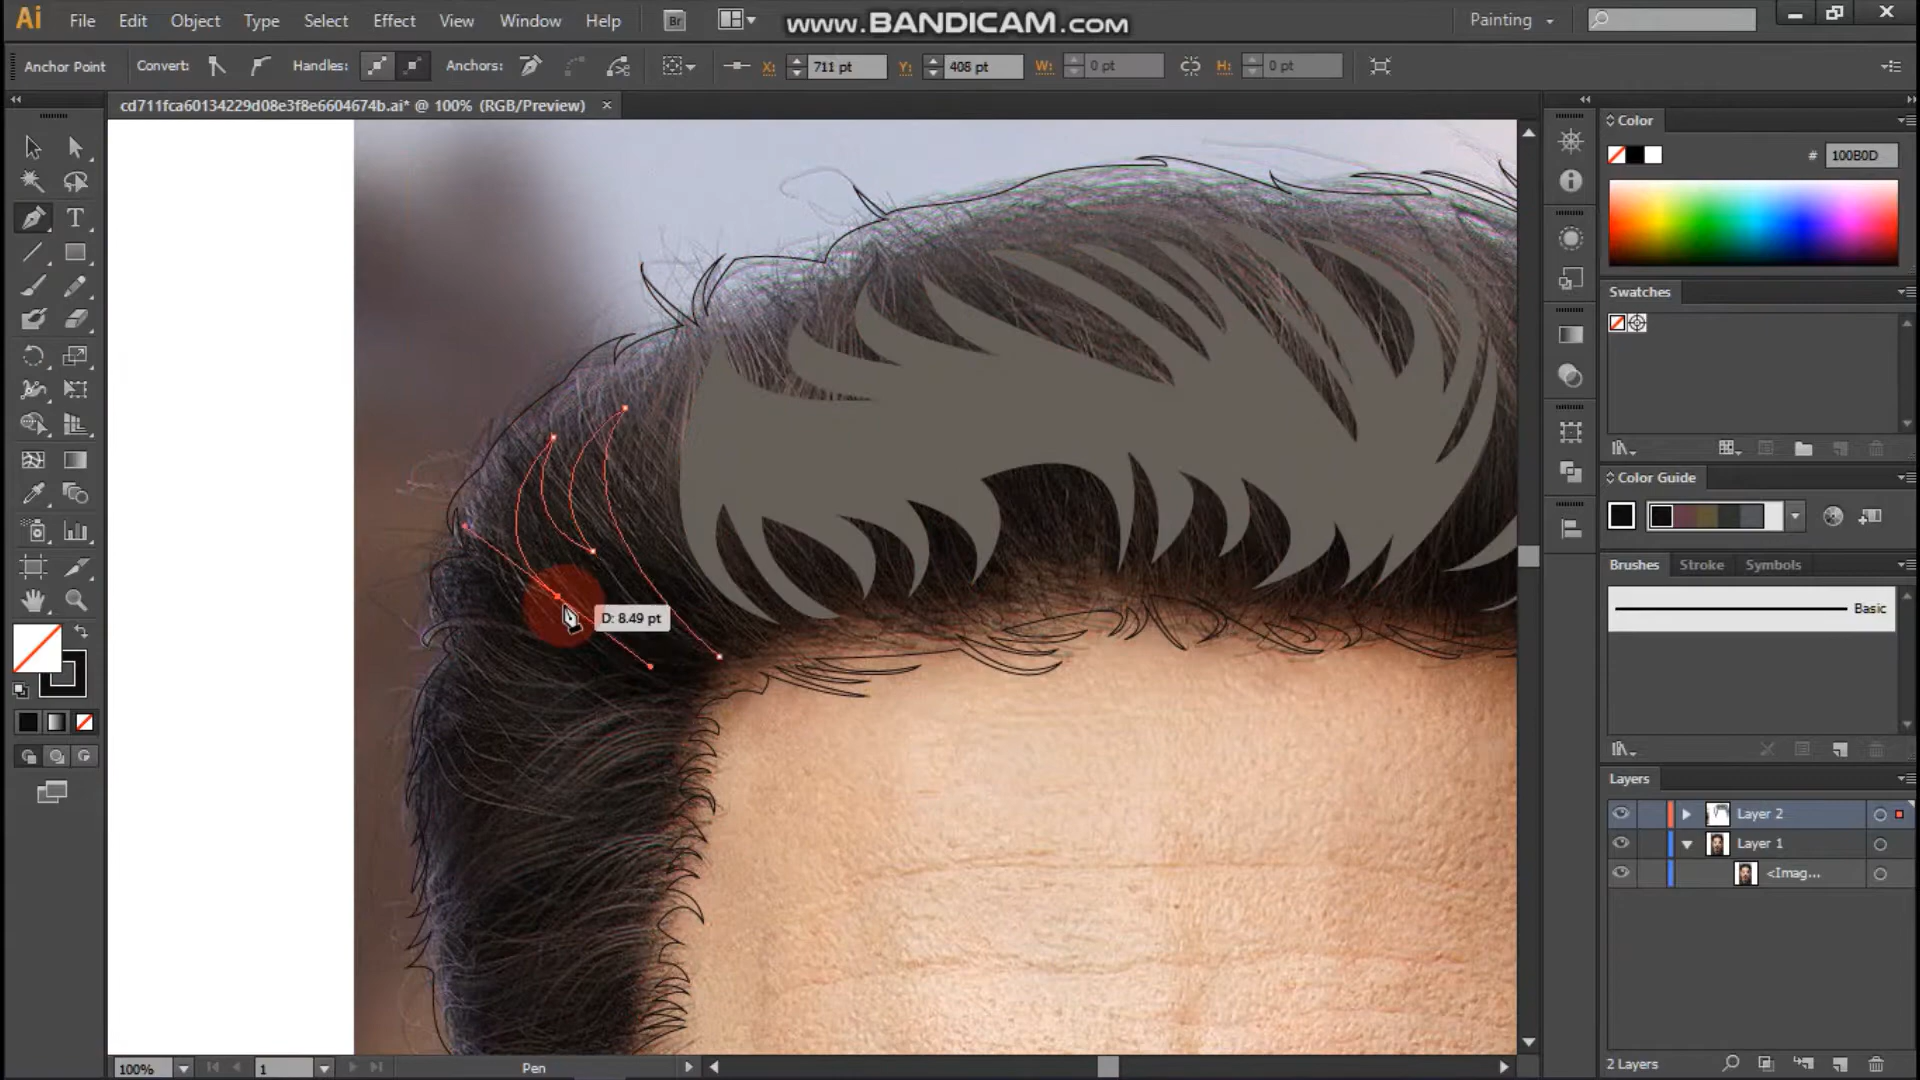 Ai File Edit Object Type Select Effect View Window Help Br www.BANDICAM.com Painting
Anchor Point Convert: Handles: Anchors: X: 711 pt Y: 408 pt W: 0 pt H: 0 pt
cd711fca60134229d08e3f8e6604674b.ai* @ 100% (RGB/Preview)
Color
# 100B0D
Swatches
Color Guide
Brushes Stroke Symbols
Basic
D: 8.49 pt
Layers
Layer 2
Layer 1
<Imag...
2 Layers
100% 1 Pen